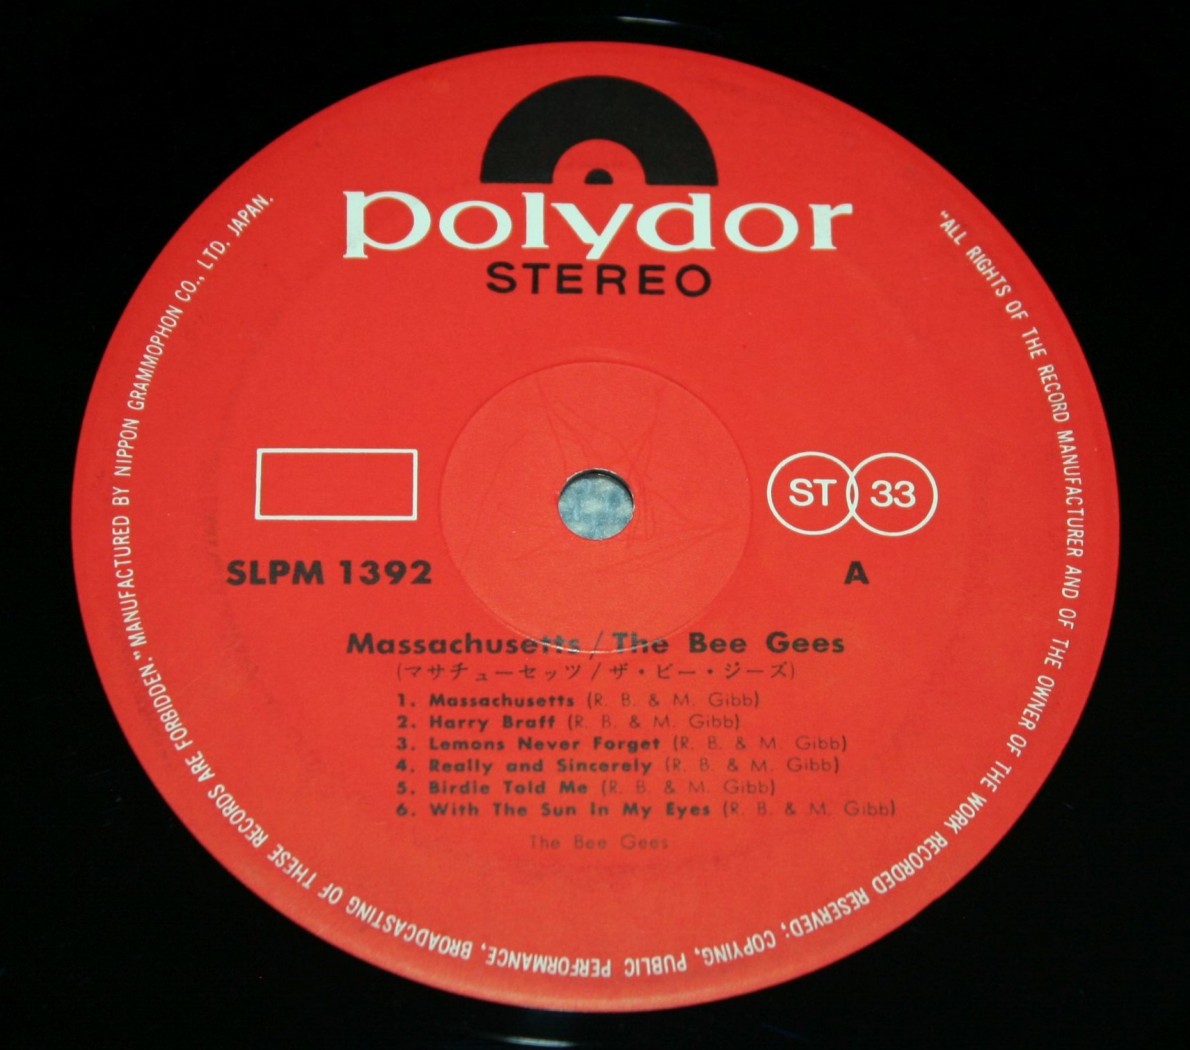 polydor
STEREO
ST 33
SLPM 1392
A
Massachusetts / The Bee Gees
(マサチューセッツ / ザ・ビー・ジーズ)
1. Massachusetts (R. B. & M. Gibb)
2. Harry Braff (R. B. & M. Gibb)
3. Lemons Never Forget (R. B. & M. Gibb)
4. Really and Sincerely (R. B. & M. Gibb)
5. Birdie Told Me (R. B. & M. Gibb)
6. With The Sun In My Eyes (R. B. & M. Gibb)
The Bee Gees
"ALL RIGHTS OF THE RECORD MANUFACTURER AND OF THE OWNER OF THE WORK RECORDED RESERVED; COPYING, PUBLIC PERFORMANCE, BROADCASTING OF THESE RECORDS ARE FORBIDDEN." MANUFACTURED BY NIPPON GRAMMOPHON CO., LTD. JAPAN.